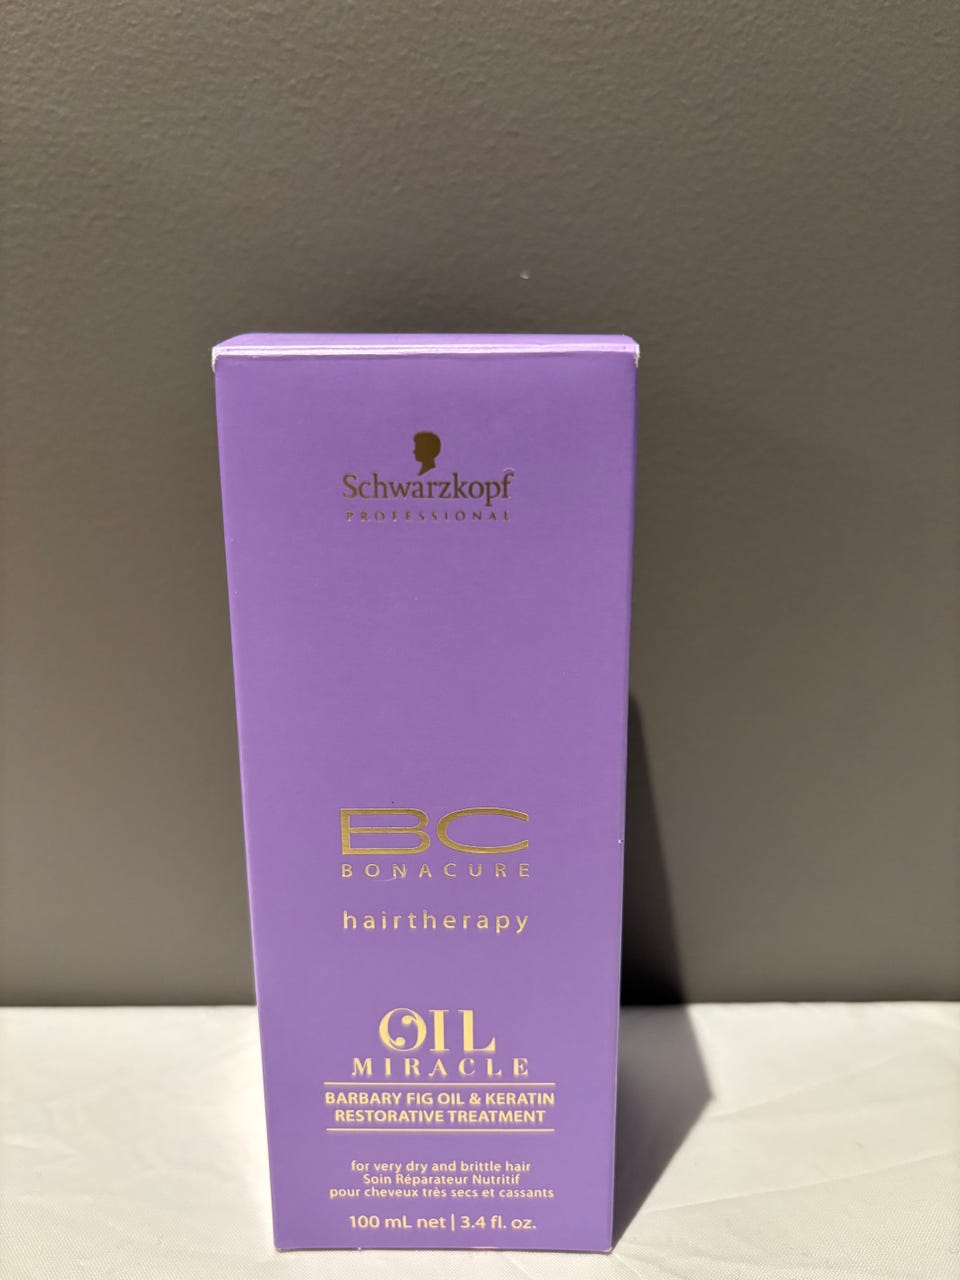 Schwarzkopf
PROFESSIONAL
BC
BONACURE
hairtherapy
OIL
MIRACLE
BARBARY FIG OIL & KERATIN
RESTORATIVE TREATMENT
for very dry and brittle hair
Soin Réparateur Nutritif
pour cheveux très secs et cassants
100 mL net | 3.4 fl. oz.